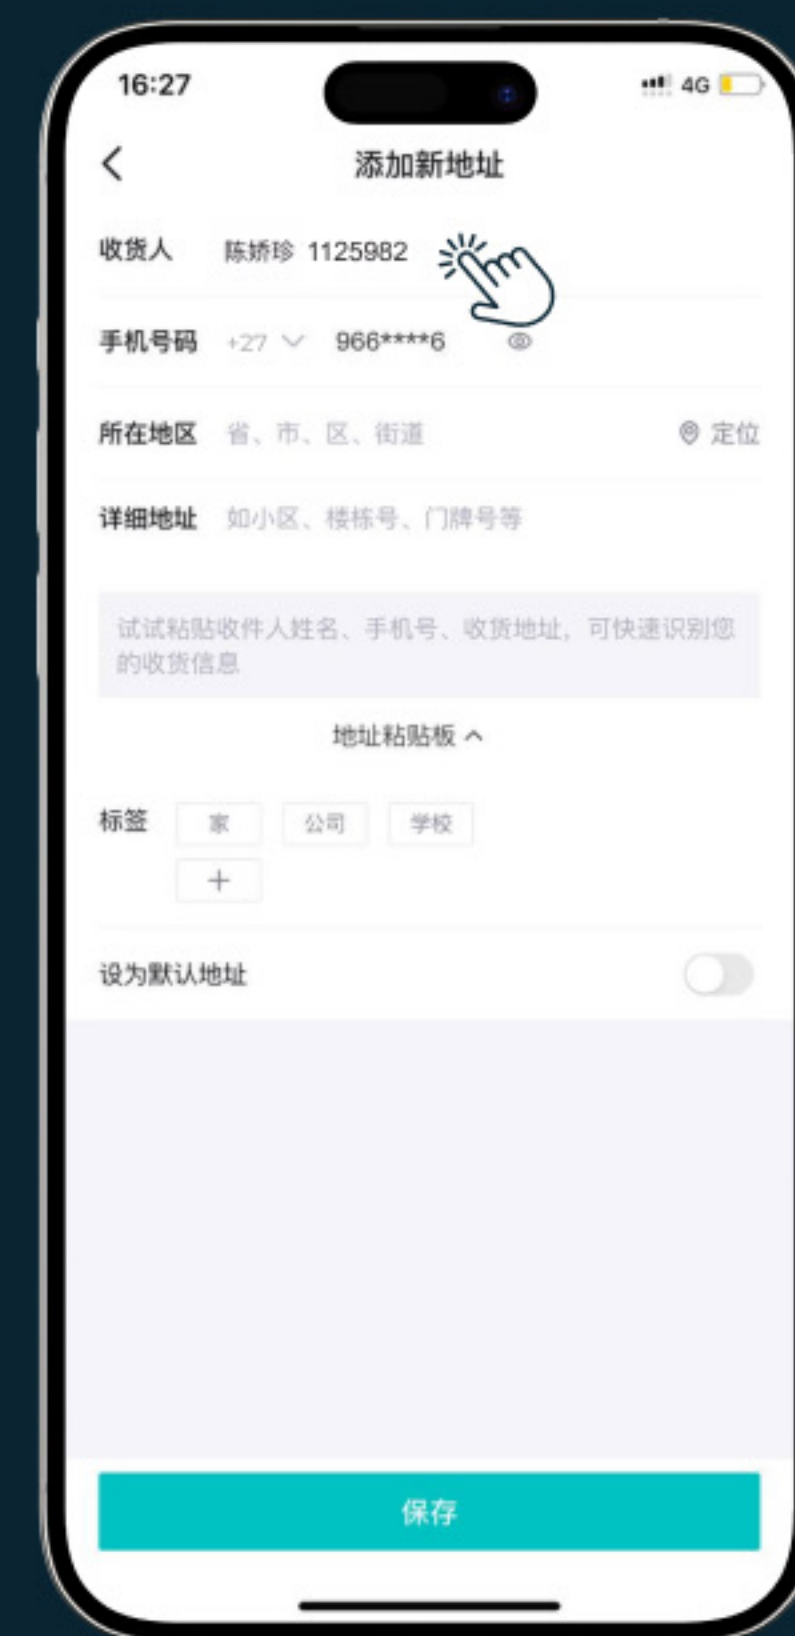 16:27 4G
添加新地址
收货人 陈娇珍 1125982
手机号码 +27 966****6
所在地区 省、市、区、街道 定位
详细地址 如小区、楼栋号、门牌号等
试试粘贴收件人姓名、手机号、收货地址，可快速识别您
的收货信息
地址粘贴板
标签 家 公司 学校
+
设为默认地址
保存